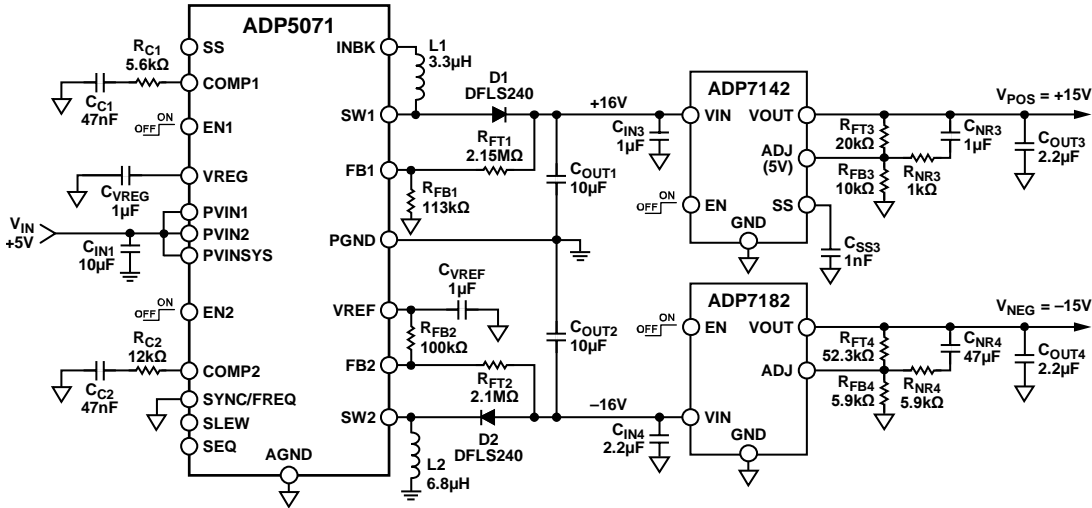 ADP5071
SS
INBK
L1
3.3µH
RC1
5.6kΩ
COMP1
CC1
47nF
D1
DFLS240
SW1
+16V
ADP7142
VIN
VOUT
VPOS = +15V
ON
OFF
EN1
RFT1
2.15MΩ
CIN3
1µF
RFT3
20kΩ
CNR3
1µF
COUT3
2.2µF
ADJ
(5V)
FB1
VREG
CVREG
1µF
RFB1
113kΩ
COUT1
10µF
RFB3
10kΩ
RNR3
1kΩ
ON
OFF
EN
SS
GND
CSS3
1nF
VIN
+5V
PVIN1
PVIN2
PVINSYS
CIN1
10µF
PGND
CVREF
1µF
ADP7182
ON
OFF
EN2
VREF
RFB2
100kΩ
COUT2
10µF
ON
OFF
EN
VOUT
VNEG = –15V
RC2
12kΩ
COMP2
CC2
47nF
FB2
RFT2
2.1MΩ
RFT4
52.3kΩ
CNR4
47µF
COUT4
2.2µF
ADJ
RFB4
5.9kΩ
RNR4
5.9kΩ
SYNC/FREQ
SLEW
SEQ
SW2
–16V
VIN
D2
DFLS240
CIN4
2.2µF
GND
AGND
L2
6.8µH